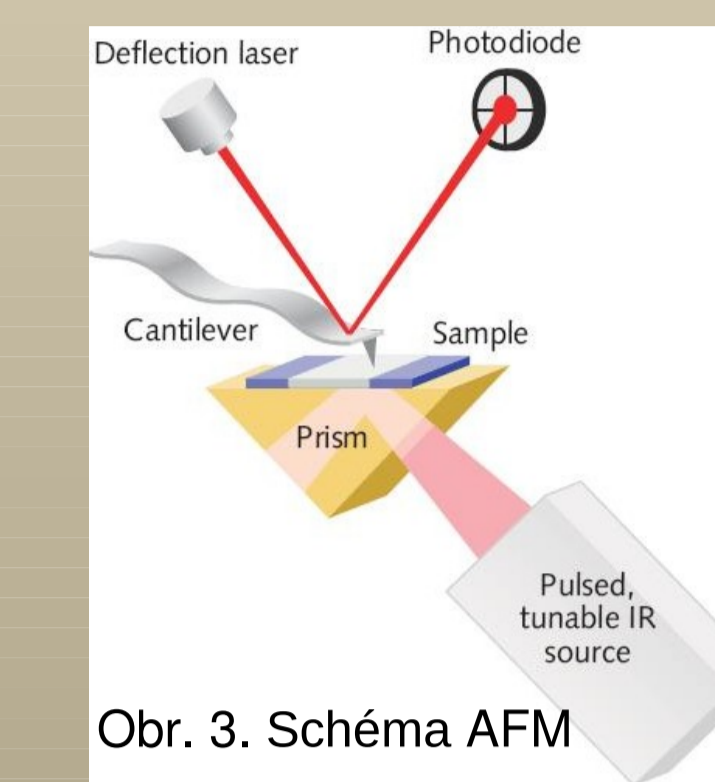 Deflection laser
Photodiode
Cantilever
Sample
Prism
Pulsed,
tunable IR
source
Obr. 3. Schéma AFM